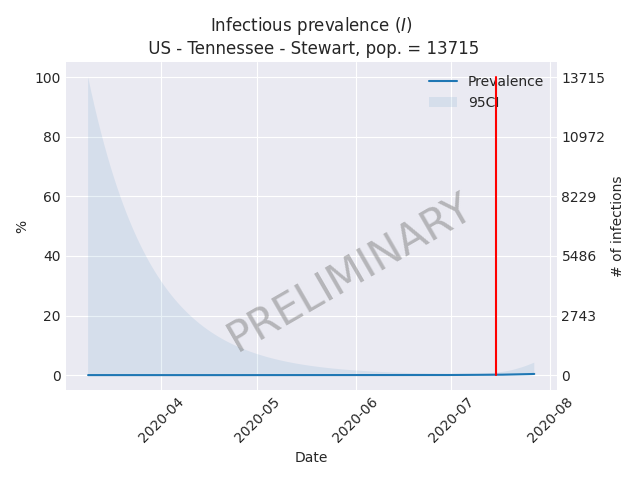 Infectious prevalence (I)
US - Tennessee - Stewart, pop. = 13715
100
80
60
40
20
0
%
13715
10972
8229
5486
2743
0
# of infections
Prevalence
95CI
PRELIMINARY
2020-04
2020-05
2020-06
2020-07
2020-08
Date